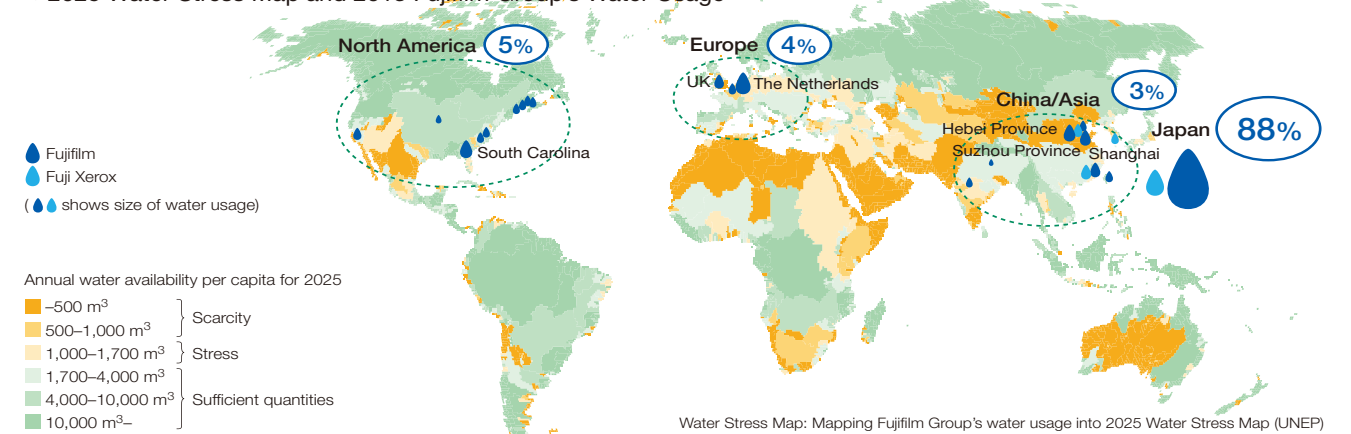 North America 5%
Europe 4%
UK
The Netherlands
3%
China/Asia
Japan 88%
Hebei Province
Suzhou Province
Shanghai
South Carolina
Fujifilm
Fuji Xerox
( shows size of water usage)
Annual water availability per capita for 2025
–500 m³
500–1,000 m³
Scarcity
1,000–1,700 m³
Stress
1,700–4,000 m³
4,000–10,000 m³
Sufficient quantities
10,000 m³–
Water Stress Map: Mapping Fujifilm Group's water usage into 2025 Water Stress Map (UNEP)